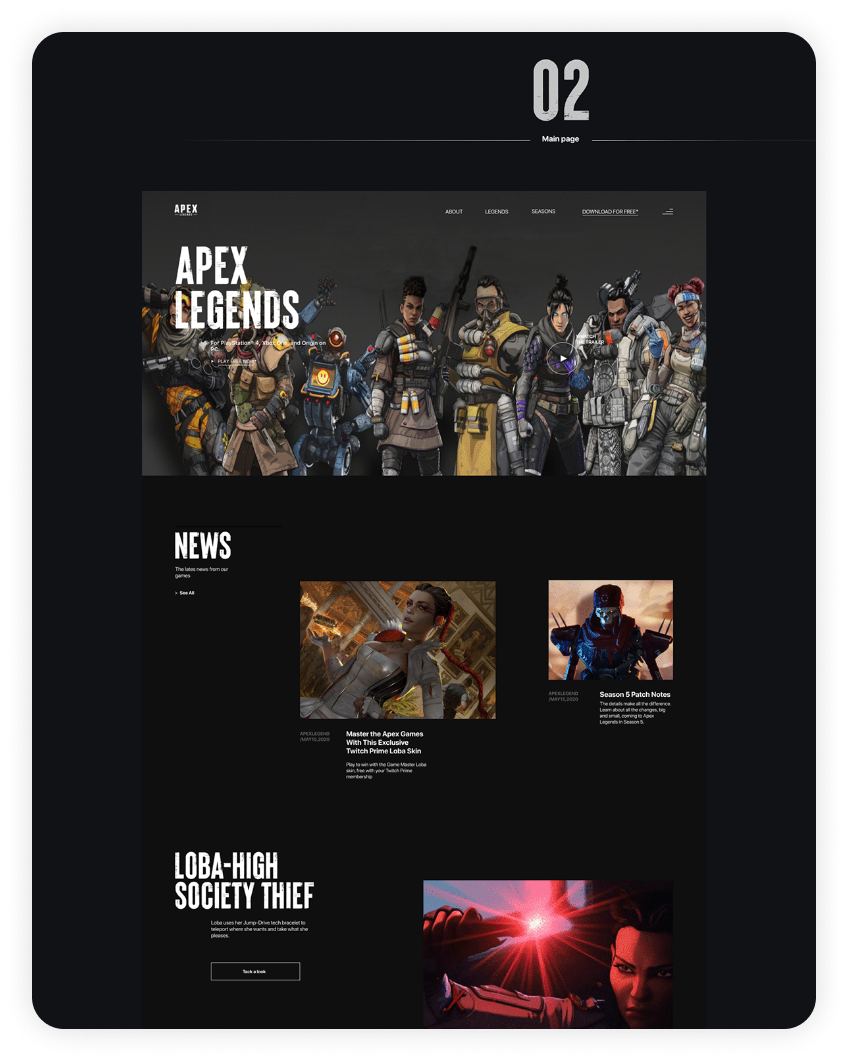 02
Main page
APEX
LEGENDS
ABOUT
LEGENDS
SEASONS
DOWNLOAD FOR FREE*
APEX
LEGENDS
For PlayStation® 4, Xbox One, and Origin on
PC
PLAY
THE TRAILER
NEWS
The lates news from our
games
> See All
APEXLEGEND
/MAY15,2020
Master the Apex Games
With This Exclusive
Twitch Prime Loba Skin
Play to win with the Game Master Loba
skin, free with your Twitch Prime
membership
APEXLEGEND
/MAY15,2020
Season 5 Patch Notes
The details make all the difference.
Learn about all the changes, big
and small, coming to Apex
Legends in Season 5.
LOBA-HIGH
SOCIETY THIEF
Loba uses her Jump-Drive tech bracelet to
teleport where she wants and take what she
pleases.
Tack a look